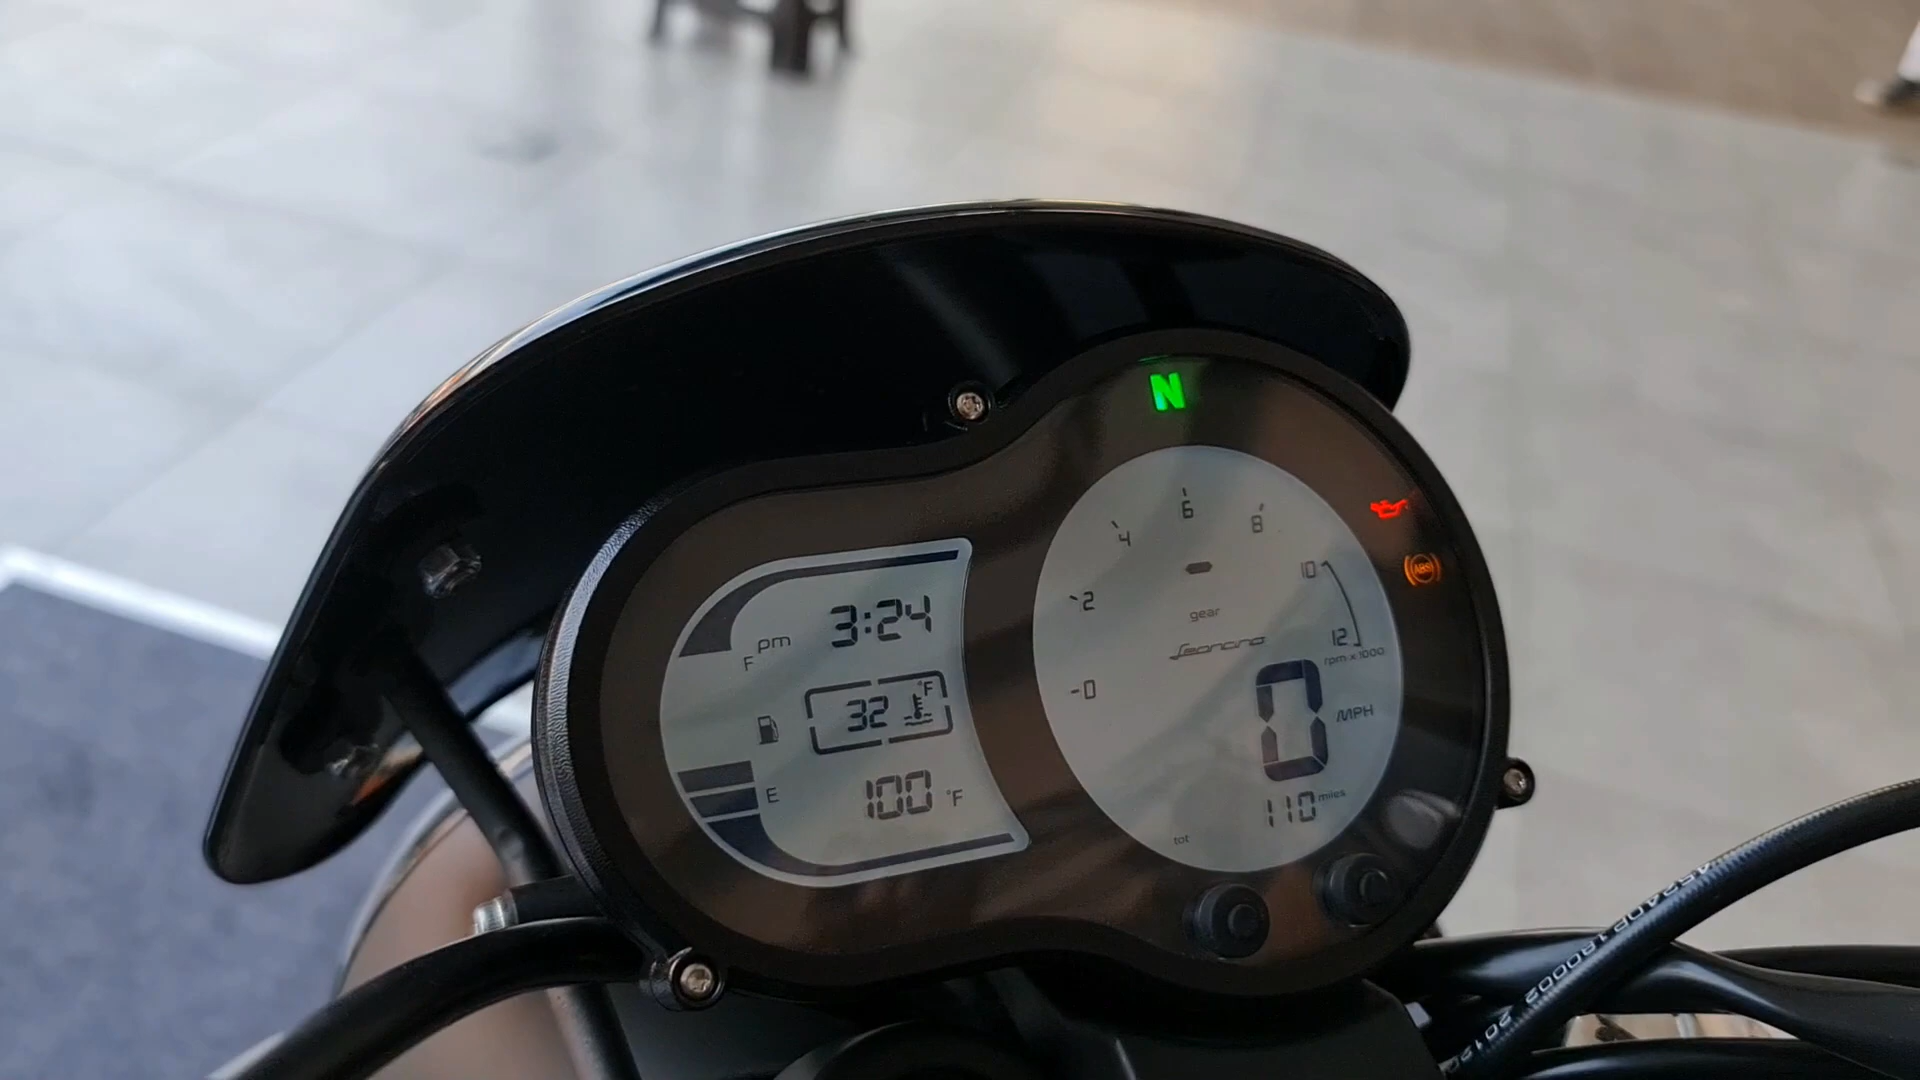 N
pm 3:24
F
32 °F
E
100 °F
-0
2
4
6
8
10
12
rpm x 1000
-
gear
Leoncino
0 MPH
tot 110 miles
ABS